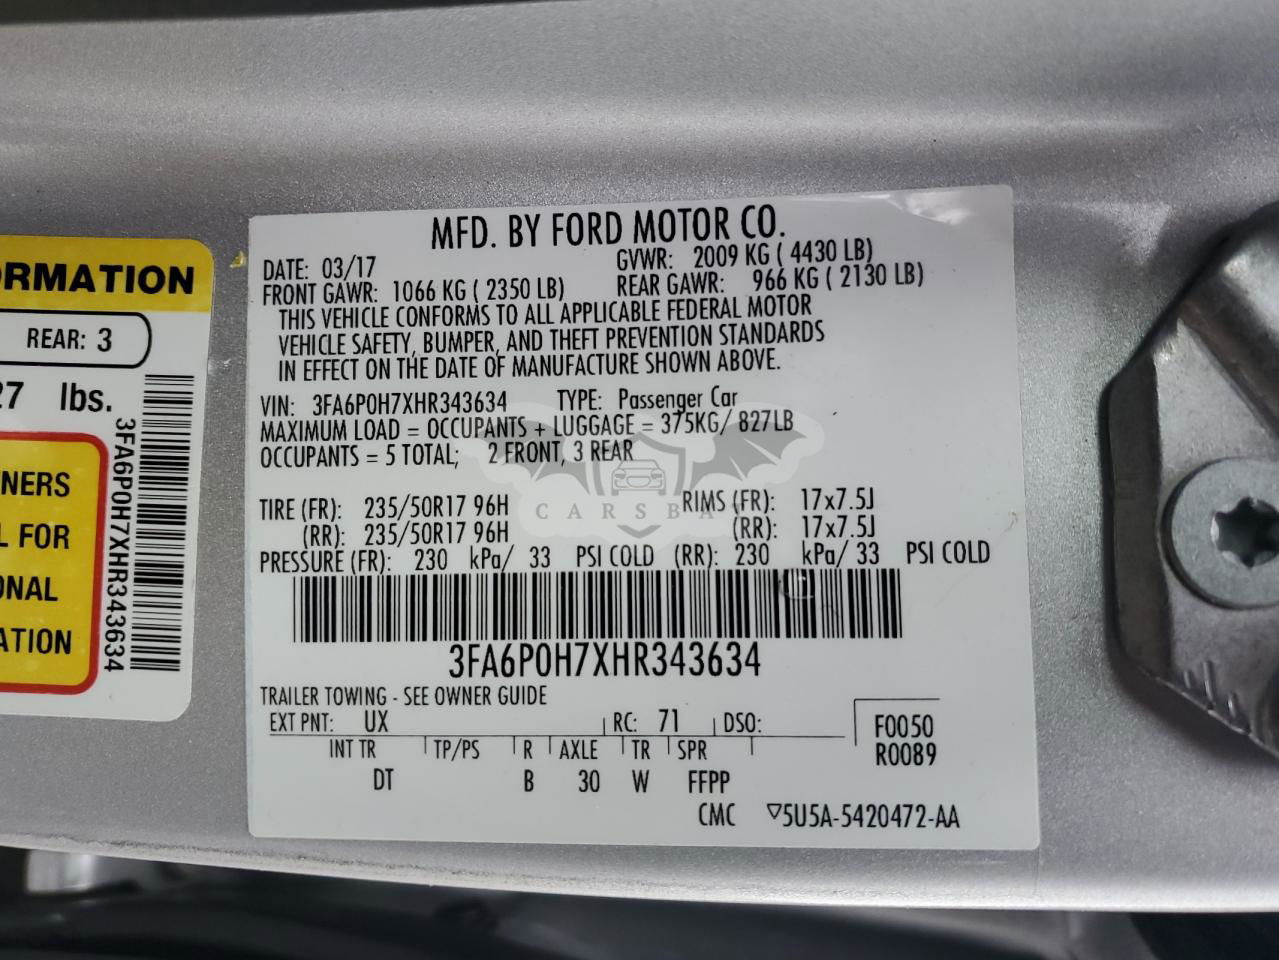 ORMATION
REAR: 3
27 lbs.
NERS
L FOR
ONAL
ATION
3FA6P0H7XHR343634
MFD. BY FORD MOTOR CO.
DATE: 03/17 GVWR: 2009 KG ( 4430 LB)
FRONT GAWR: 1066 KG ( 2350 LB) REAR GAWR: 966 KG ( 2130 LB)
THIS VEHICLE CONFORMS TO ALL APPLICABLE FEDERAL MOTOR
VEHICLE SAFETY, BUMPER, AND THEFT PREVENTION STANDARDS
IN EFFECT ON THE DATE OF MANUFACTURE SHOWN ABOVE.
VIN: 3FA6P0H7XHR343634 TYPE: Passenger Car
MAXIMUM LOAD = OCCUPANTS + LUGGAGE = 375KG/ 827LB
OCCUPANTS = 5 TOTAL; 2 FRONT, 3 REAR
TIRE (FR): 235/50R17 96H RIMS (FR): 17x7.5J
CARSBA
(RR): 235/50R17 96H (RR): 17x7.5J
PRESSURE (FR): 230 kPa/ 33 PSI COLD (RR): 230 kPa/ 33 PSI COLD
3FA6P0H7XHR343634
TRAILER TOWING - SEE OWNER GUIDE
EXT PNT: UX RC: 71 DSO: F0050
INT TR TP/PS R AXLE TR SPR R0089
DT B 30 W FFPP
CMC ▽5U5A-5420472-AA